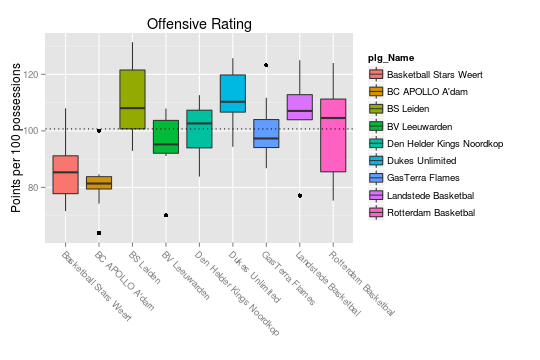 Offensive Rating
Points per 100 possessions
120
100
80
Basketball Stars Weert
BC APOLLO A'dam
BS Leiden
BV Leeuwarden
Den Helder Kings Noordkop
Dukes Unlimited
GasTerra Flames
Landstede Basketbal
Rotterdam Basketbal
plg_Name
Basketball Stars Weert
BC APOLLO A'dam
BS Leiden
BV Leeuwarden
Den Helder Kings Noordkop
Dukes Unlimited
GasTerra Flames
Landstede Basketbal
Rotterdam Basketbal